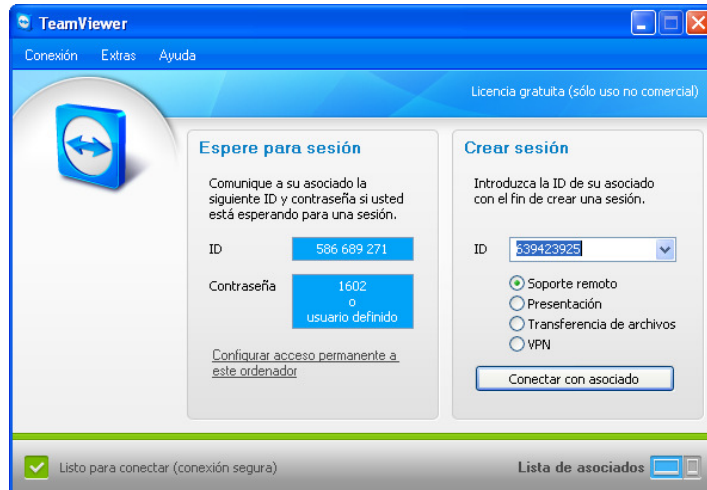 TeamViewer
Conexión Extras Ayuda
Licencia gratuita (sólo uso no comercial)
Espere para sesión
Comunique a su asociado la
siguiente ID y contraseña si usted
está esperando para una sesión.
ID 586 689 271
Contraseña 1602
o
usuario definido
Configurar acceso permanente a
este ordenador
Crear sesión
Introduzca la ID de su asociado
con el fin de crear una sesión.
ID 639423925
Soporte remoto
Presentación
Transferencia de archivos
VPN
Conectar con asociado
Listo para conectar (conexión segura)
Lista de asociados